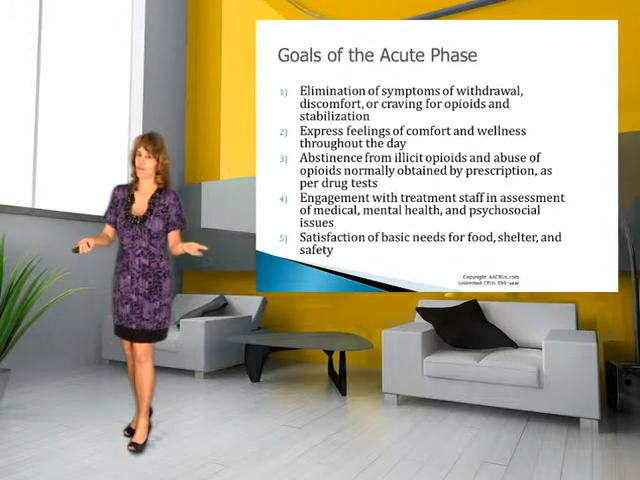 Goals of the Acute Phase
1) Elimination of symptoms of withdrawal,
discomfort, or craving for opioids and
stabilization
2) Express feelings of comfort and wellness
throughout the day
3) Abstinence from illicit opioids and abuse of
opioids normally obtained by prescription, as
per drug tests
4) Engagement with treatment staff in assessment
of medical, mental health, and psychosocial
issues
5) Satisfaction of basic needs for food, shelter, and
safety
Copyright AllCEUs.com
Unlimited CEUs $99/year